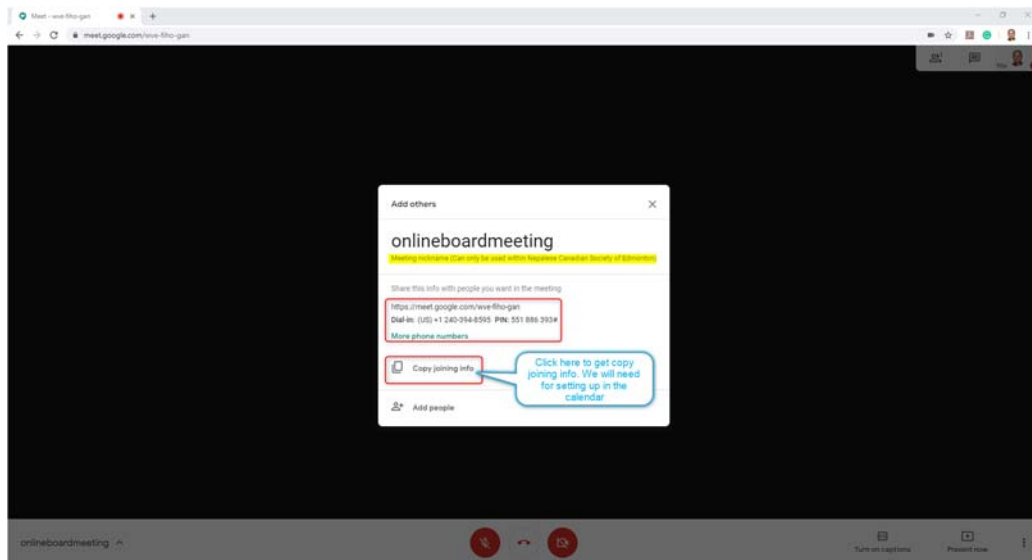 Meet - wve-fiho-gan
meet.google.com/wve-fiho-gan
You
Add others
onlineboardmeeting
Meeting nickname (Can only be used within Nepalese Canadian Society of Edmonton)
Share this info with people you want in the meeting
https://meet.google.com/wve-fiho-gan
Dial-in: (US) +1 240-394-8595 PIN: 551 886 393#
More phone numbers
Copy joining info
Click here to get copy
joining info. We will need
for setting up in the
calendar
Add people
onlineboardmeeting
Turn on captions
Present now